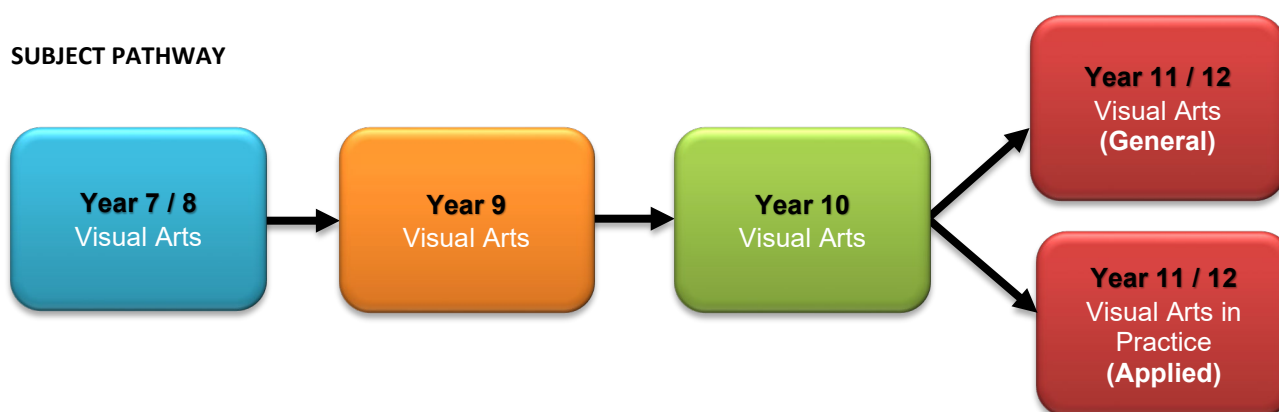 SUBJECT PATHWAY
Year 7 / 8
Visual Arts
Year 9
Visual Arts
Year 10
Visual Arts
Year 11 / 12
Visual Arts
(General)
Year 11 / 12
Visual Arts in
Practice
(Applied)